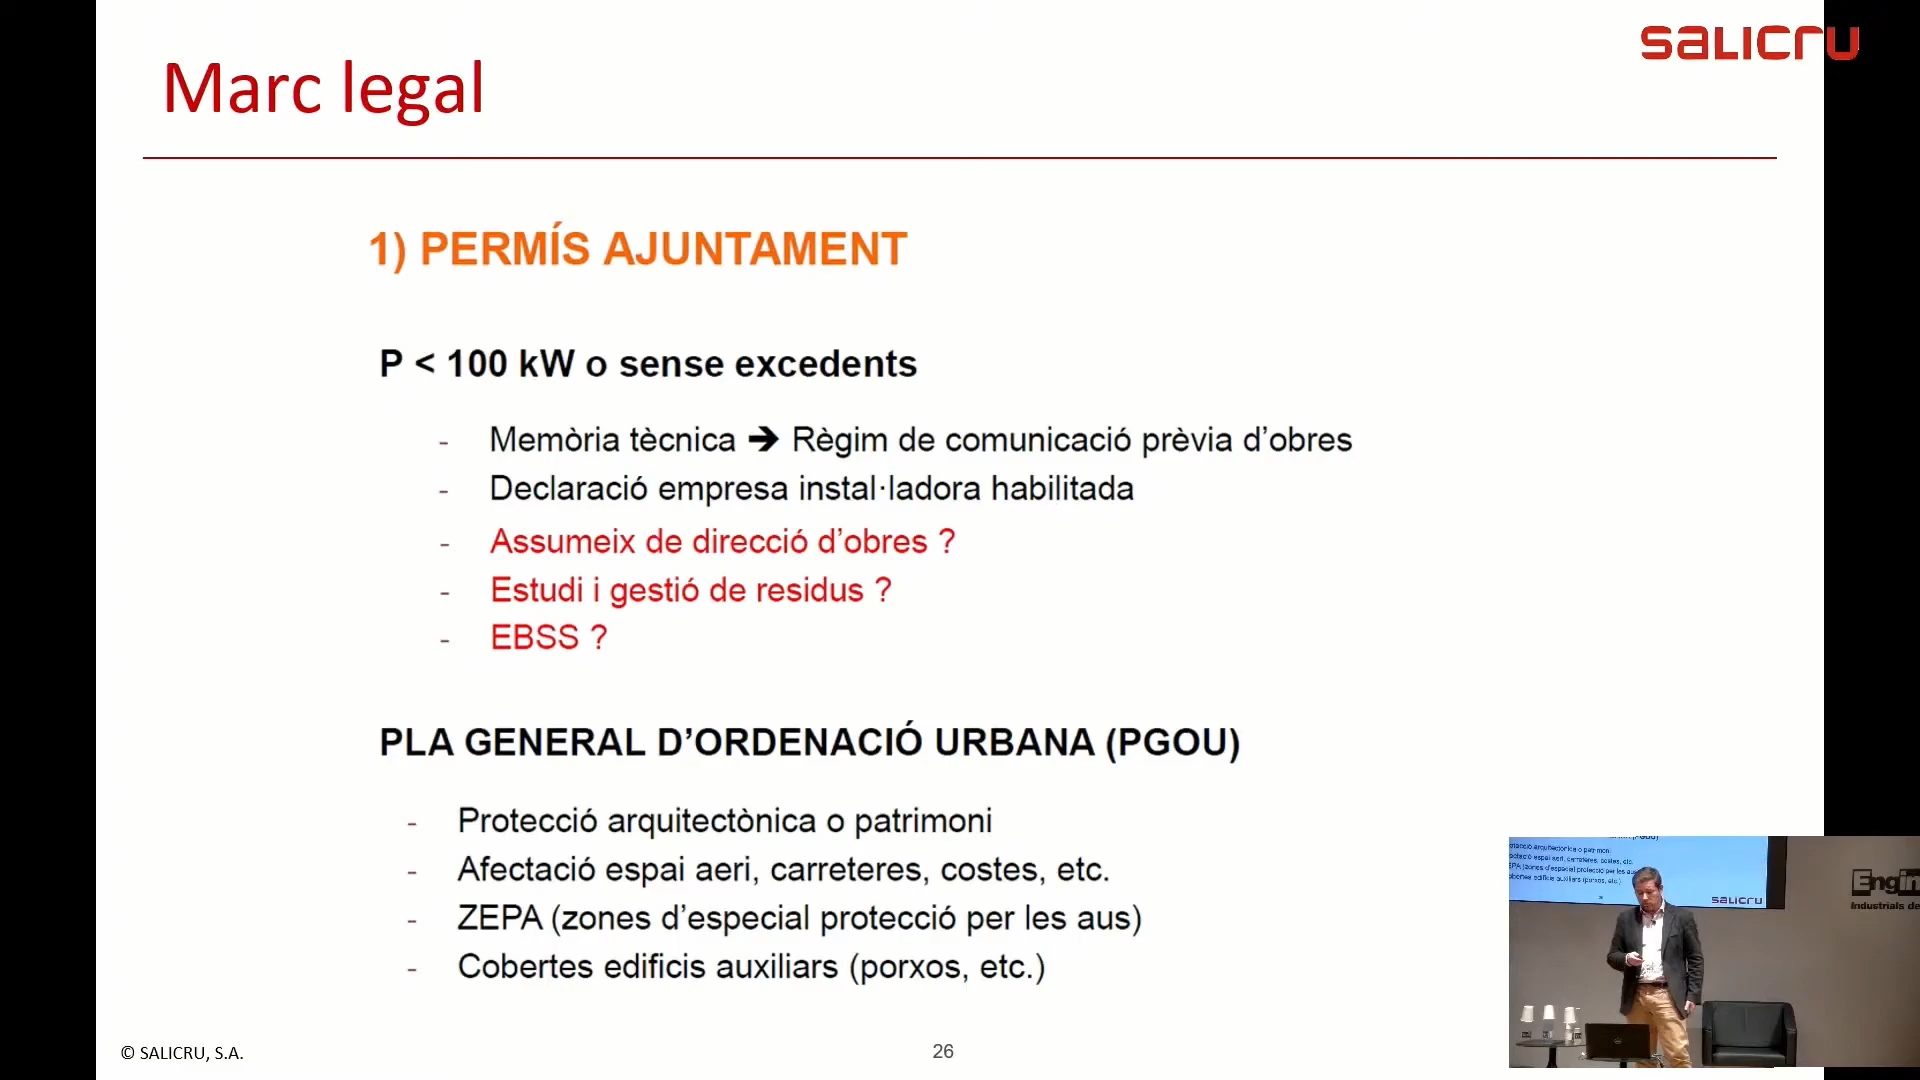 SALICRU
Marc legal
1) PERMÍS AJUNTAMENT
P < 100 kW o sense excedents
- Memòria tècnica ➔ Règim de comunicació prèvia d’obres
- Declaració empresa instal·ladora habilitada
- Assumeix de direcció d’obres ?
- Estudi i gestió de residus ?
- EBSS ?
PLA GENERAL D’ORDENACIÓ URBANA (PGOU)
- Protecció arquitectònica o patrimoni
- Afectació espai aeri, carreteres, costes, etc.
- ZEPA (zones d’especial protecció per les aus)
- Cobertes edificis auxiliars (porxos, etc.)
© SALICRU, S.A.
26
salicru
Engin
Industrials de